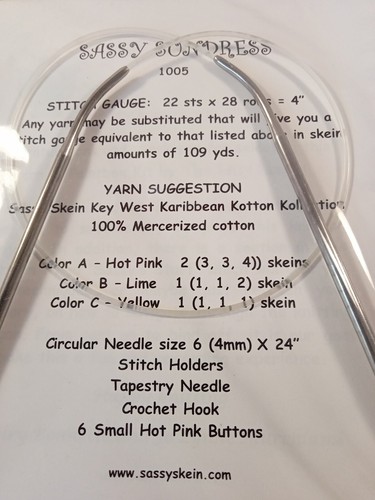 SASSY SUNDRESS
1005
STITCH GAUGE: 22 sts x 28 rows = 4"
Any yarn may be substituted that will give you a
stitch gauge equivalent to that listed above in skein
amounts of 109 yds.
YARN SUGGESTION
Sassy Skein Key West Karibbean Kotton Kollection
100% Mercerized cotton
Color A - Hot Pink 2 (3, 3, 4)) skeins
Color B - Lime 1 (1, 1, 2) skein
Color C - Yellow 1 (1, 1, 1) skein
Circular Needle size 6 (4mm) X 24"
Stitch Holders
Tapestry Needle
Crochet Hook
6 Small Hot Pink Buttons
www.sassyskein.com